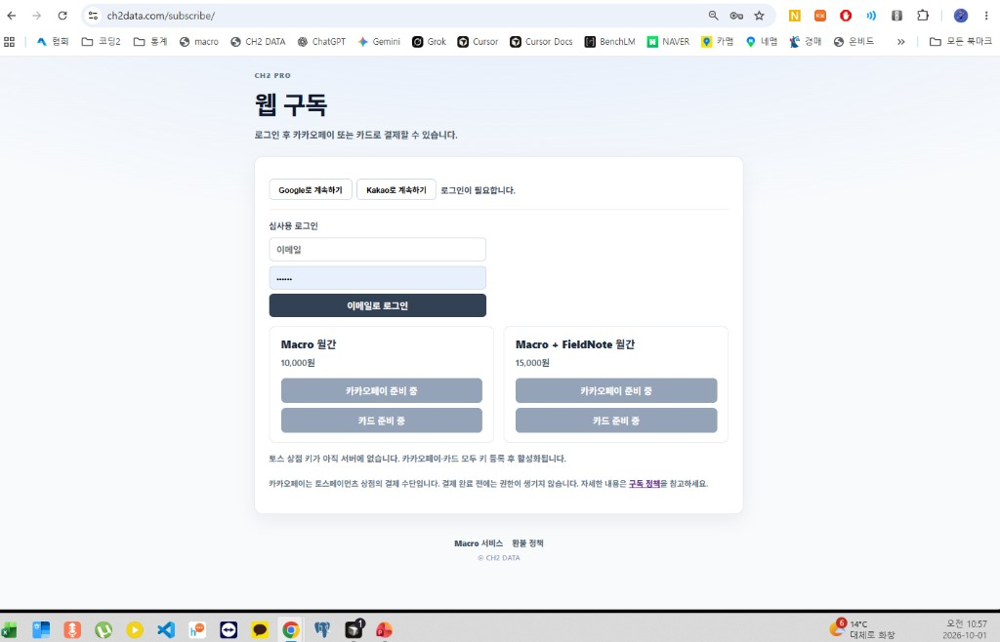 ch2data.com/subscribe/
협회
코딩2
통계
macro
CH2 DATA
ChatGPT
Gemini
Grok
Cursor
Cursor Docs
BenchLM
NAVER
카맵
네맵
경매
온비드
»
모든 북마크
CH2 PRO
웹 구독
로그인 후 카카오페이 또는 카드로 결제할 수 있습니다.
Google로 계속하기
Kakao로 계속하기
로그인이 필요합니다.
심사용 로그인
이메일
••••••
이메일로 로그인
Macro 월간
10,000원
카카오페이 준비 중
카드 준비 중
Macro + FieldNote 월간
15,000원
카카오페이 준비 중
카드 준비 중
토스 상점 키가 아직 서버에 없습니다. 카카오페이·카드 모두 키 등록 후 활성화됩니다.
카카오페이는 토스페이먼츠 상점의 결제 수단입니다. 결제 완료 전에는 권한이 생기지 않습니다. 자세한 내용은 구독 정책을 참고하세요.
Macro 서비스 환불 정책
© CH2 DATA
1
6
14°C
대체로 화창
오전 10:57
2026-10-01